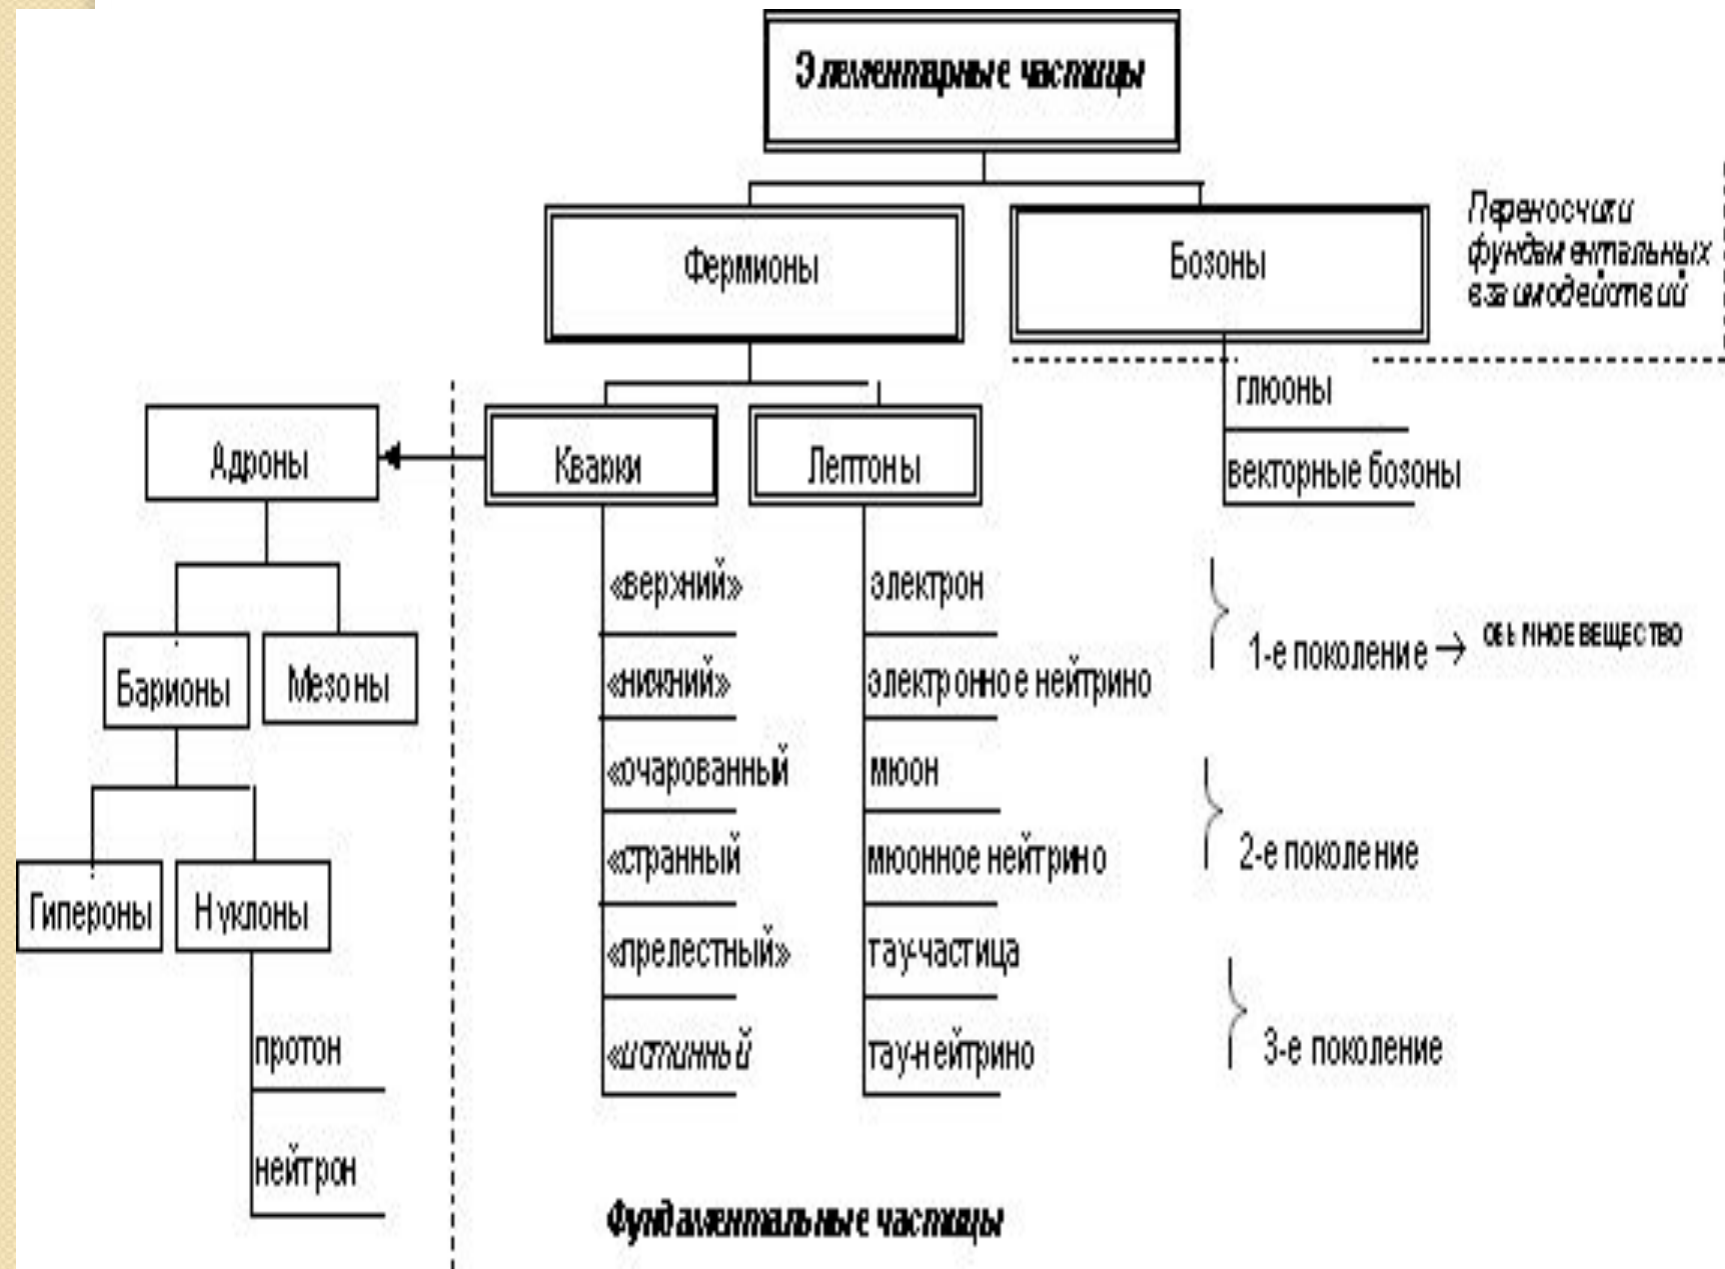 Элементарные частицы
Фермионы
Бозоны
Переносчики
фундаментальных
взаимодействий
глюоны
векторные бозоны
Адроны
Кварки
Лептоны
«верхний»
электрон
«нижний»
электронное нейтрино
1-е поколение → ОБЫЧНОЕ ВЕЩЕСТВО
Барионы
Мезоны
«очарованный
мюон
«странный
мюонное нейтрино
2-е поколение
Гипероны
Нуклоны
«прелестный»
тау-частица
протон
«истинный
тау-нейтрино
3-е поколение
нейтрон
Фундаментальные частицы